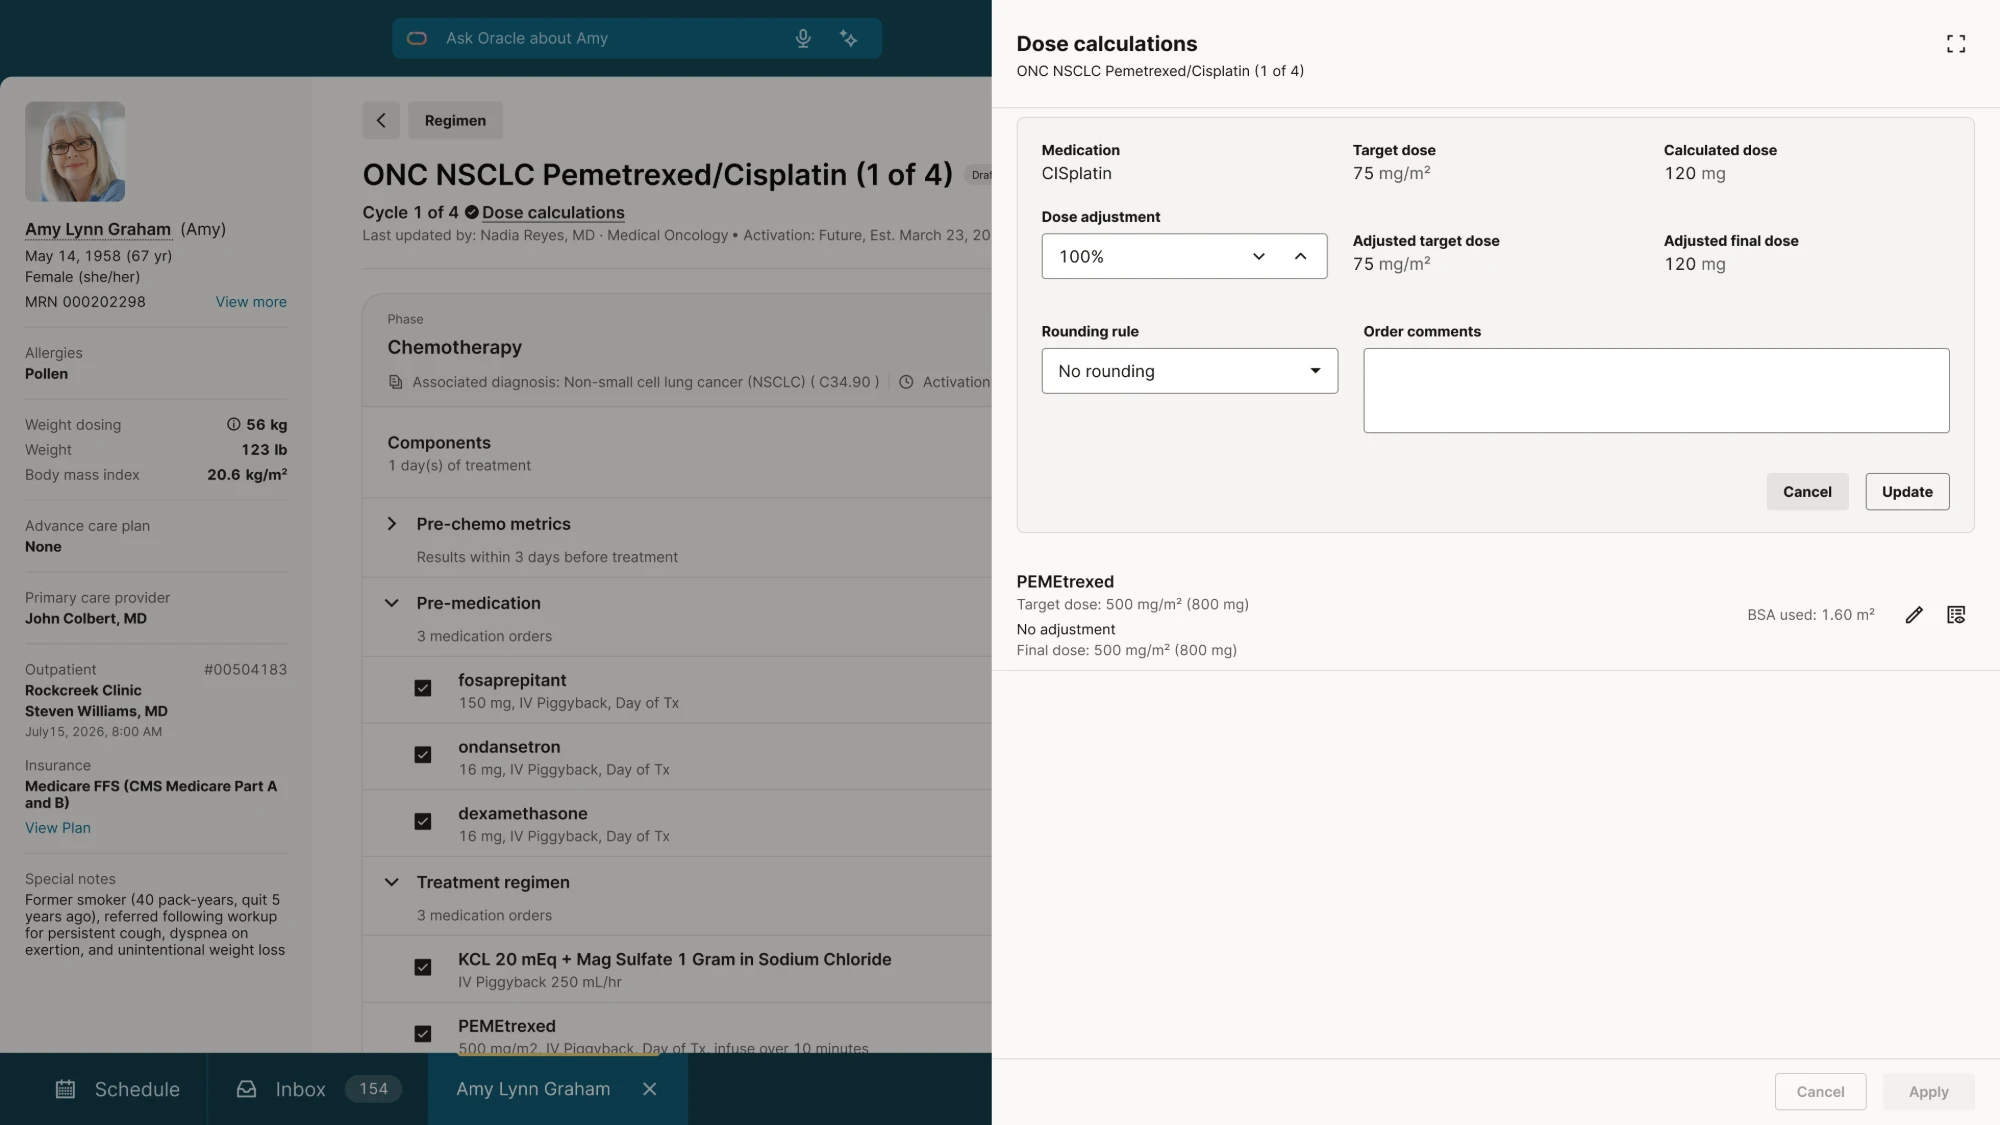 Ask Oracle about Amy
Amy Lynn Graham (Amy)
May 14, 1958 (67 yr)
Female (she/her)
MRN 000202298 View more
Allergies
Pollen
Weight dosing 56 kg
Weight 123 lb
Body mass index 20.6 kg/m²
Advance care plan
None
Primary care provider
John Colbert, MD
Outpatient #00504183
Rockcreek Clinic
Steven Williams, MD
July15, 2026, 8:00 AM
Insurance
Medicare FFS (CMS Medicare Part A
and B)
View Plan
Special notes
Former smoker (40 pack-years, quit 5
years ago), referred following workup
for persistent cough, dyspnea on
exertion, and unintentional weight loss
Regimen
ONC NSCLC Pemetrexed/Cisplatin (1 of 4)
Cycle 1 of 4 Dose calculations
Last updated by: Nadia Reyes, MD · Medical Oncology • Activation: Future, Est. March 23, 20
Phase
Chemotherapy
Associated diagnosis: Non-small cell lung cancer (NSCLC) ( C34.90 ) Activation
Components
1 day(s) of treatment
Pre-chemo metrics
Results within 3 days before treatment
Pre-medication
3 medication orders
fosaprepitant
150 mg, IV Piggyback, Day of Tx
ondansetron
16 mg, IV Piggyback, Day of Tx
dexamethasone
16 mg, IV Piggyback, Day of Tx
Treatment regimen
3 medication orders
KCL 20 mEq + Mag Sulfate 1 Gram in Sodium Chloride
IV Piggyback 250 mL/hr
PEMEtrexed
500 mg/m2, IV Piggyback, Day of Tx, infuse over 10 minutes
Schedule
Inbox 154
Amy Lynn Graham
Dose calculations
ONC NSCLC Pemetrexed/Cisplatin (1 of 4)
Medication Target dose Calculated dose
CISplatin 75 mg/m² 120 mg
Dose adjustment
100%
Adjusted target dose Adjusted final dose
75 mg/m² 120 mg
Rounding rule Order comments
No rounding
Cancel Update
PEMEtrexed
Target dose: 500 mg/m² (800 mg)
No adjustment
Final dose: 500 mg/m² (800 mg)
BSA used: 1.60 m²
Cancel Apply